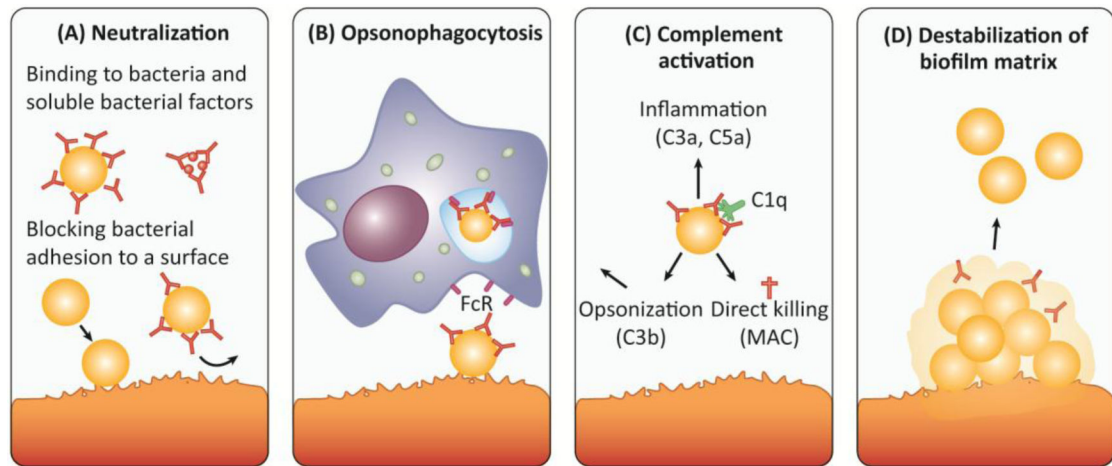 (A) Neutralization
Binding to bacteria and
soluble bacterial factors
Blocking bacterial
adhesion to a surface
(B) Opsonophagocytosis
FcR
(C) Complement
activation
Inflammation
(C3a, C5a)
C1q
Opsonization
(C3b)
Direct killing
(MAC)
(D) Destabilization of
biofilm matrix